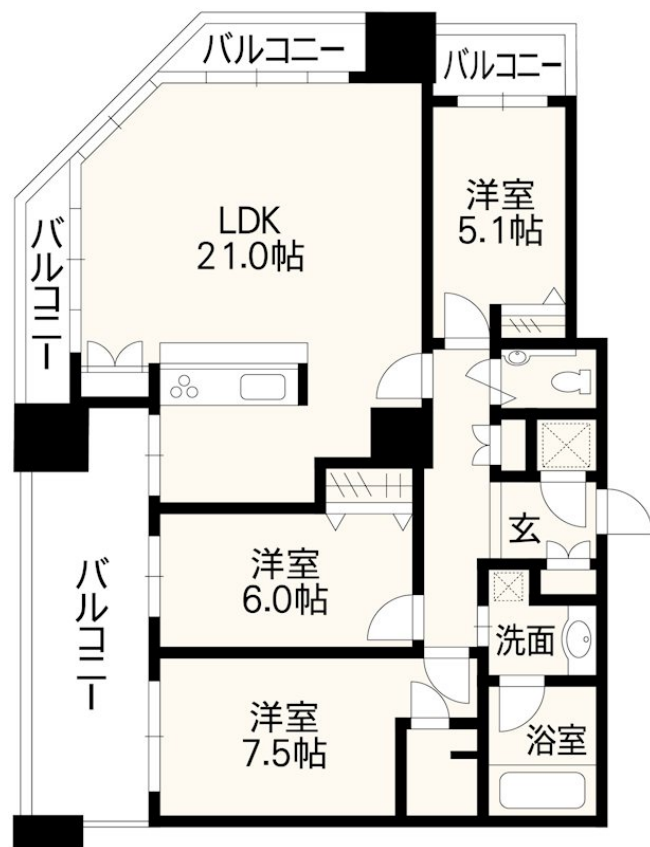 バルコニー
バルコニー
洋室
5.1帖
LDK
21.0帖
バルコニー
玄
洋室
6.0帖
バルコニー
洗面
洋室
7.5帖
浴室